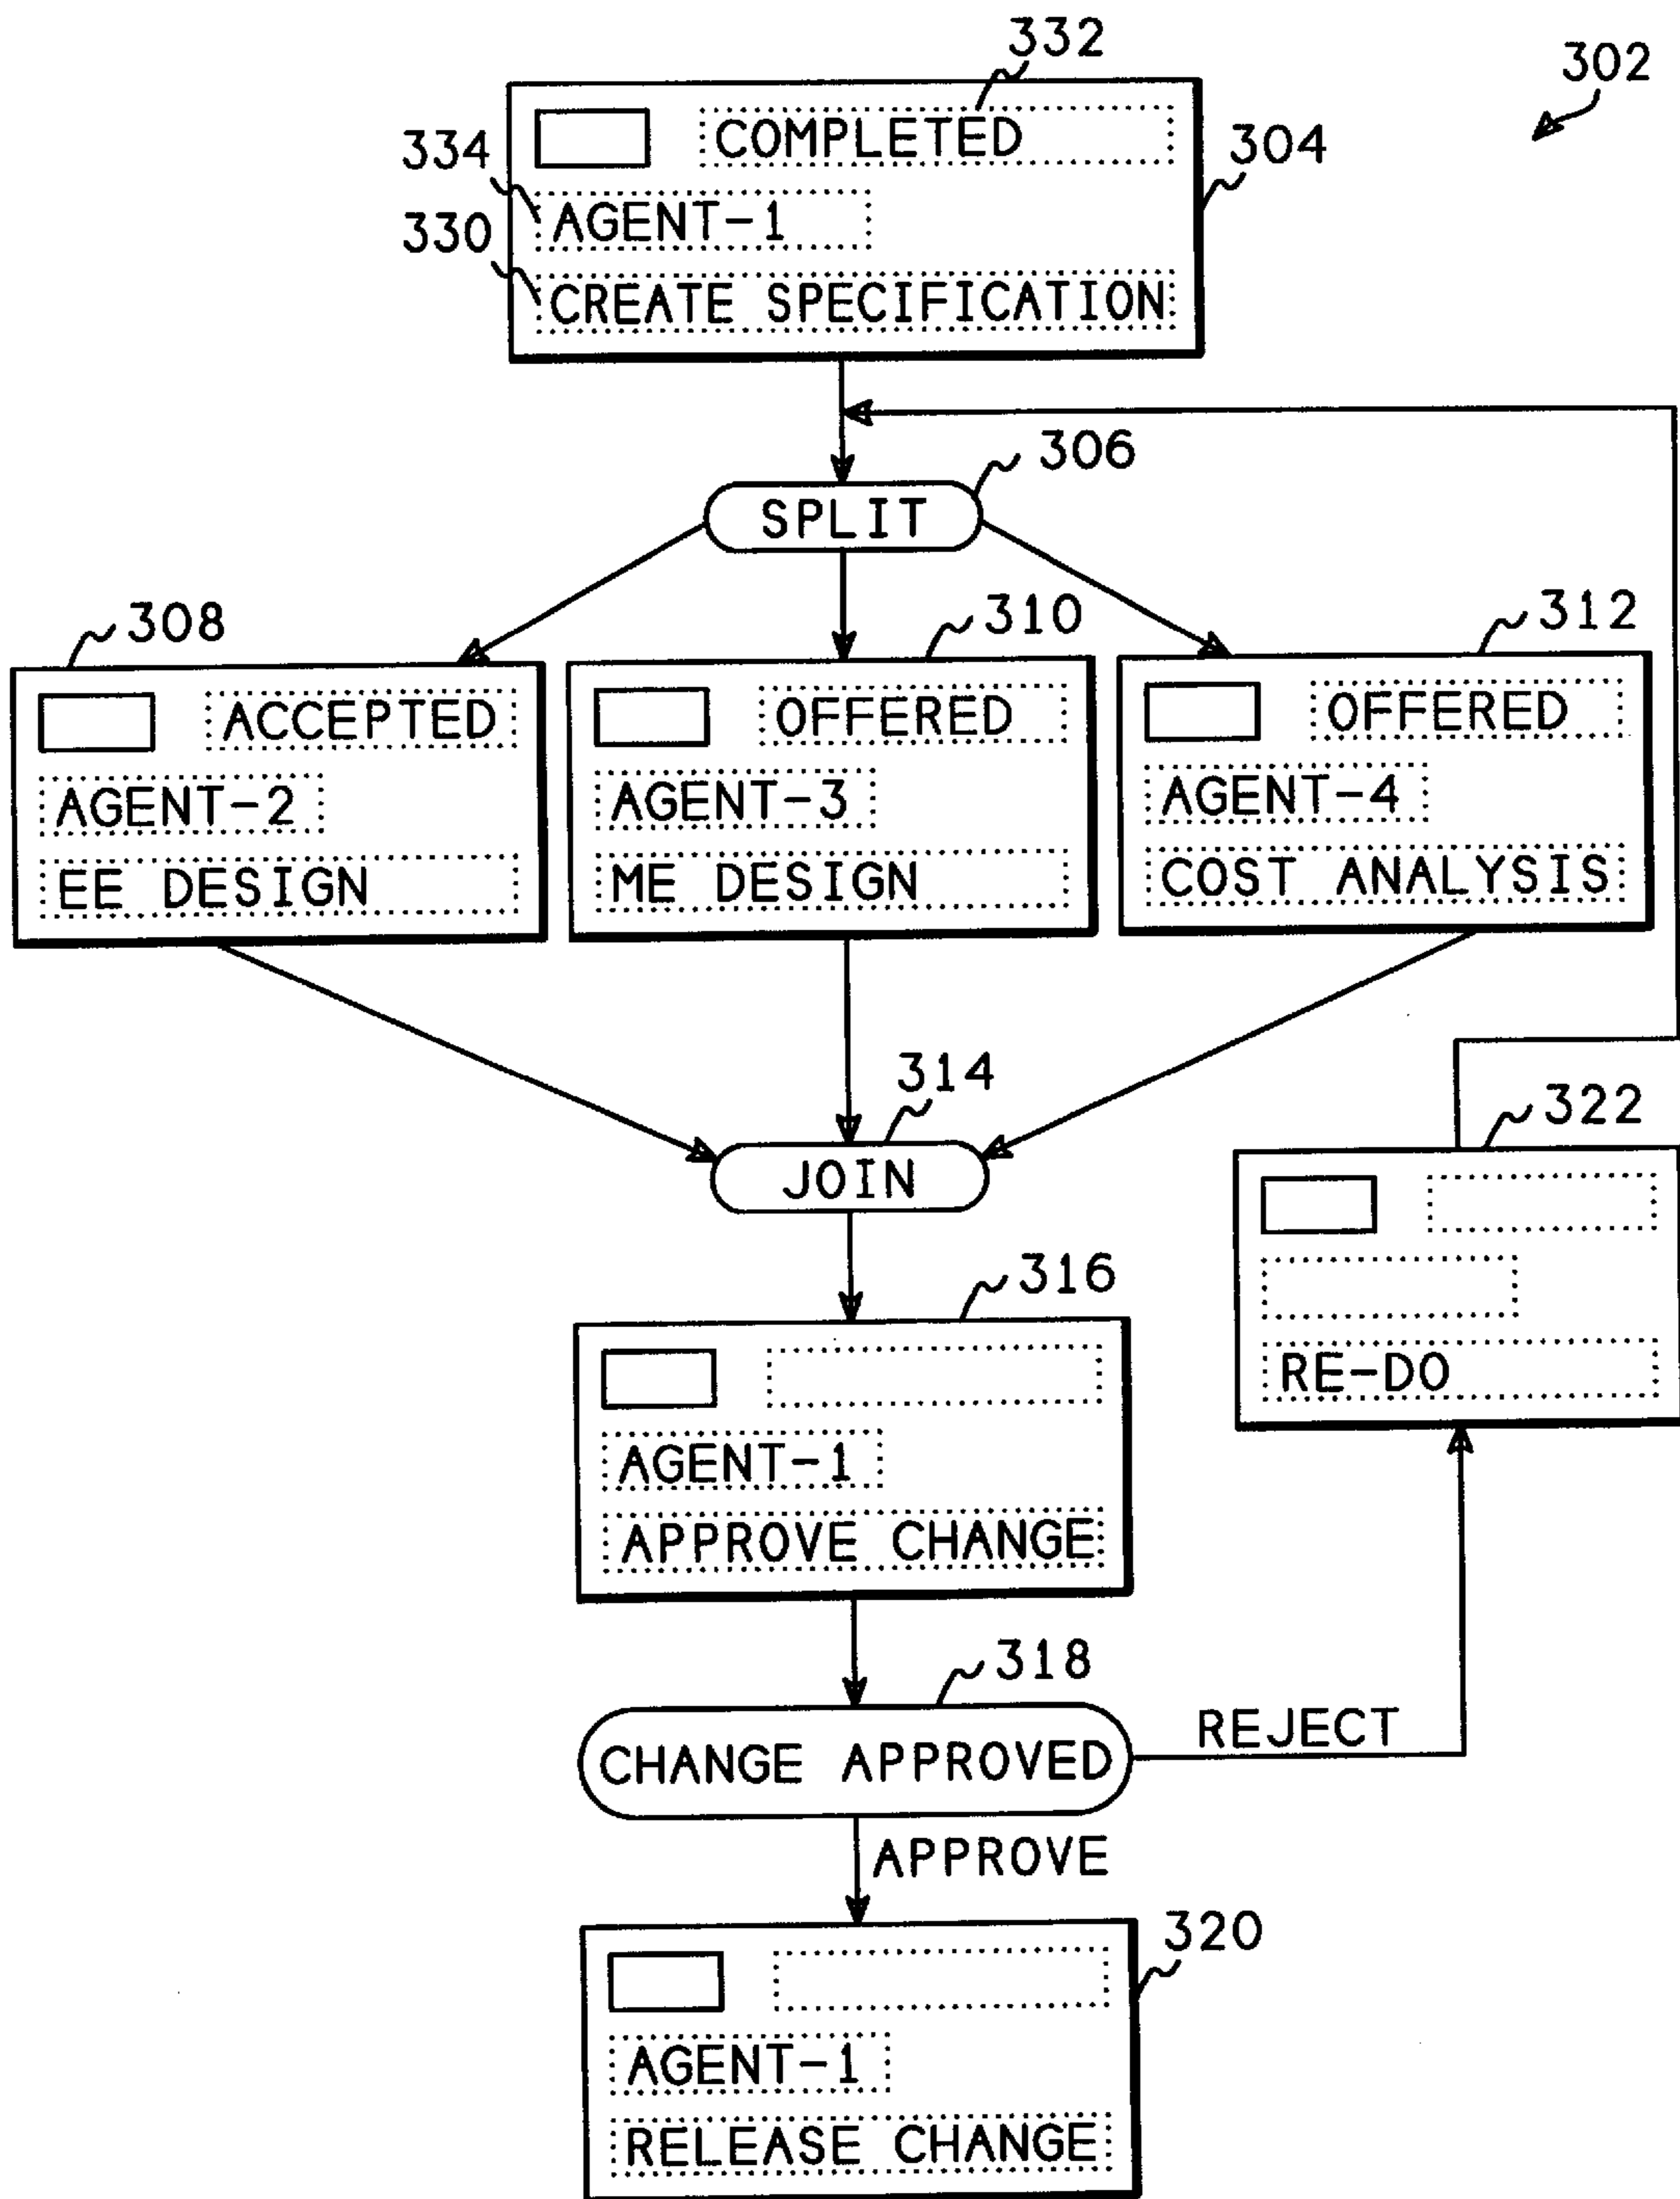 332
302
COMPLETED
304
334
AGENT-1
330
CREATE SPECIFICATION
306
SPLIT
308
310
312
ACCEPTED
OFFERED
OFFERED
AGENT-2
AGENT-3
AGENT-4
EE DESIGN
ME DESIGN
COST ANALYSIS
314
322
JOIN
316
RE-DO
AGENT-1
APPROVE CHANGE
318
REJECT
CHANGE APPROVED
APPROVE
320
AGENT-1
RELEASE CHANGE